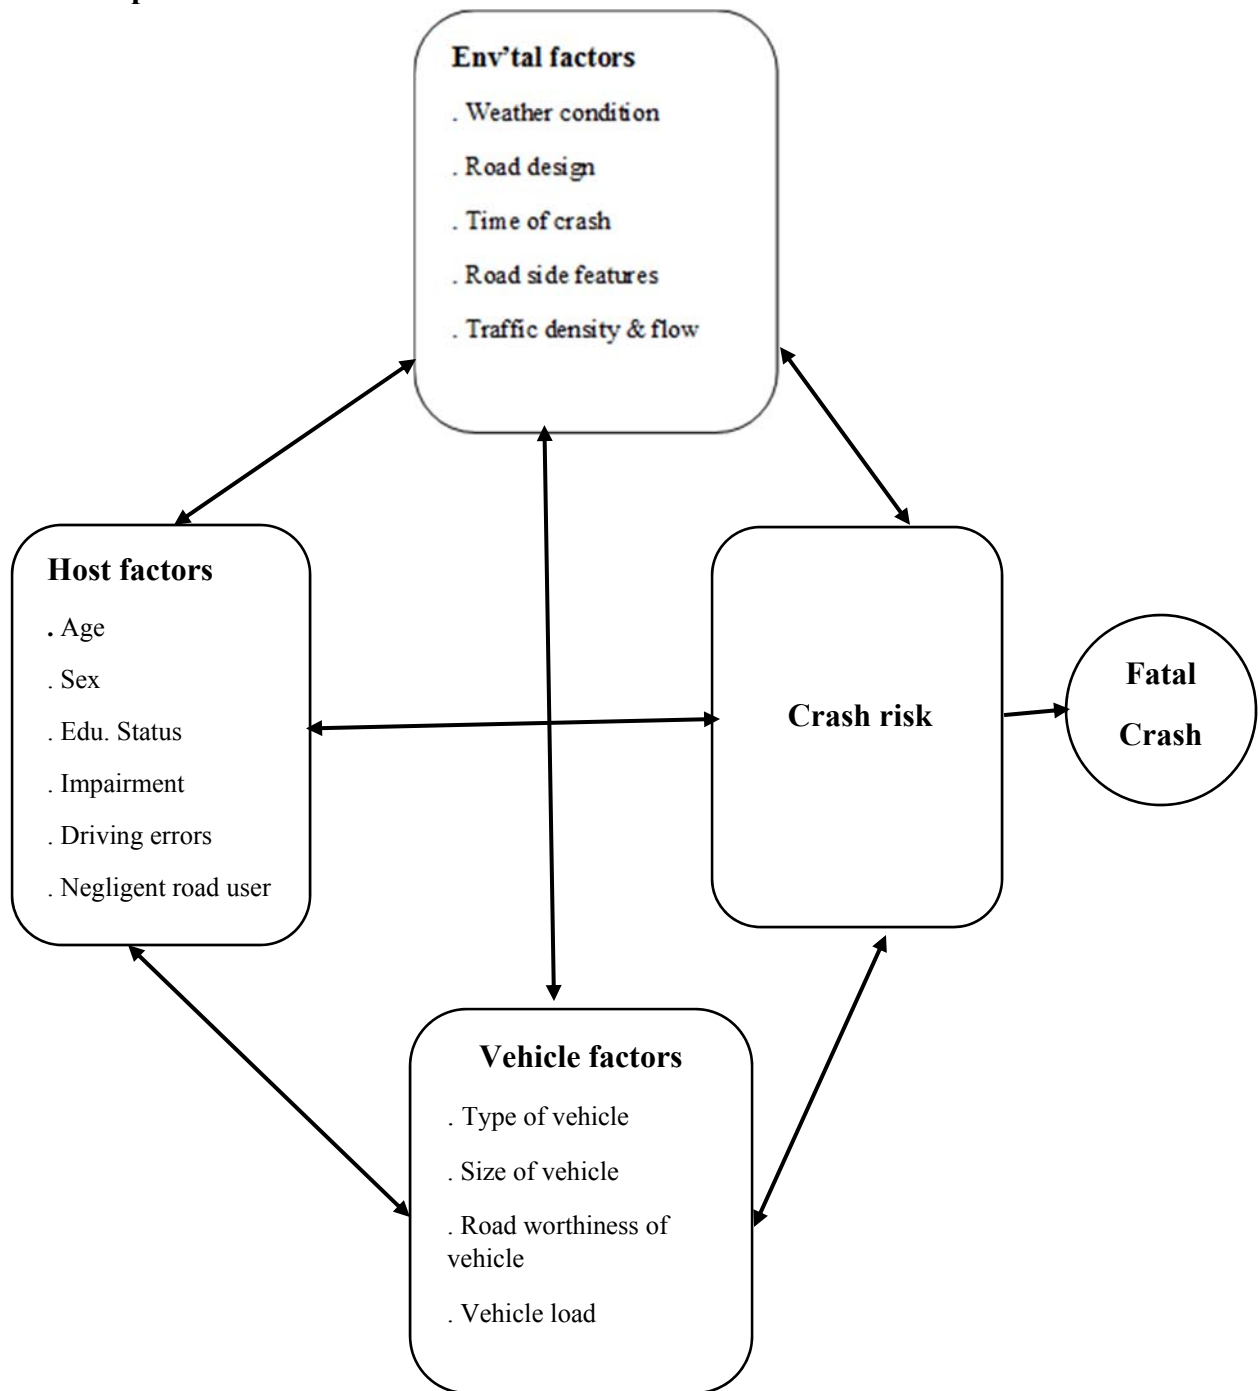 Env'tal factors
. Weather condition
. Road design
. Time of crash
. Road side features
. Traffic density & flow
Host factors
. Age
. Sex
. Edu. Status
. Impairment
. Driving errors
. Negligent road user
Crash risk
Fatal
Crash
Vehicle factors
. Type of vehicle
. Size of vehicle
. Road worthiness of
vehicle
. Vehicle load